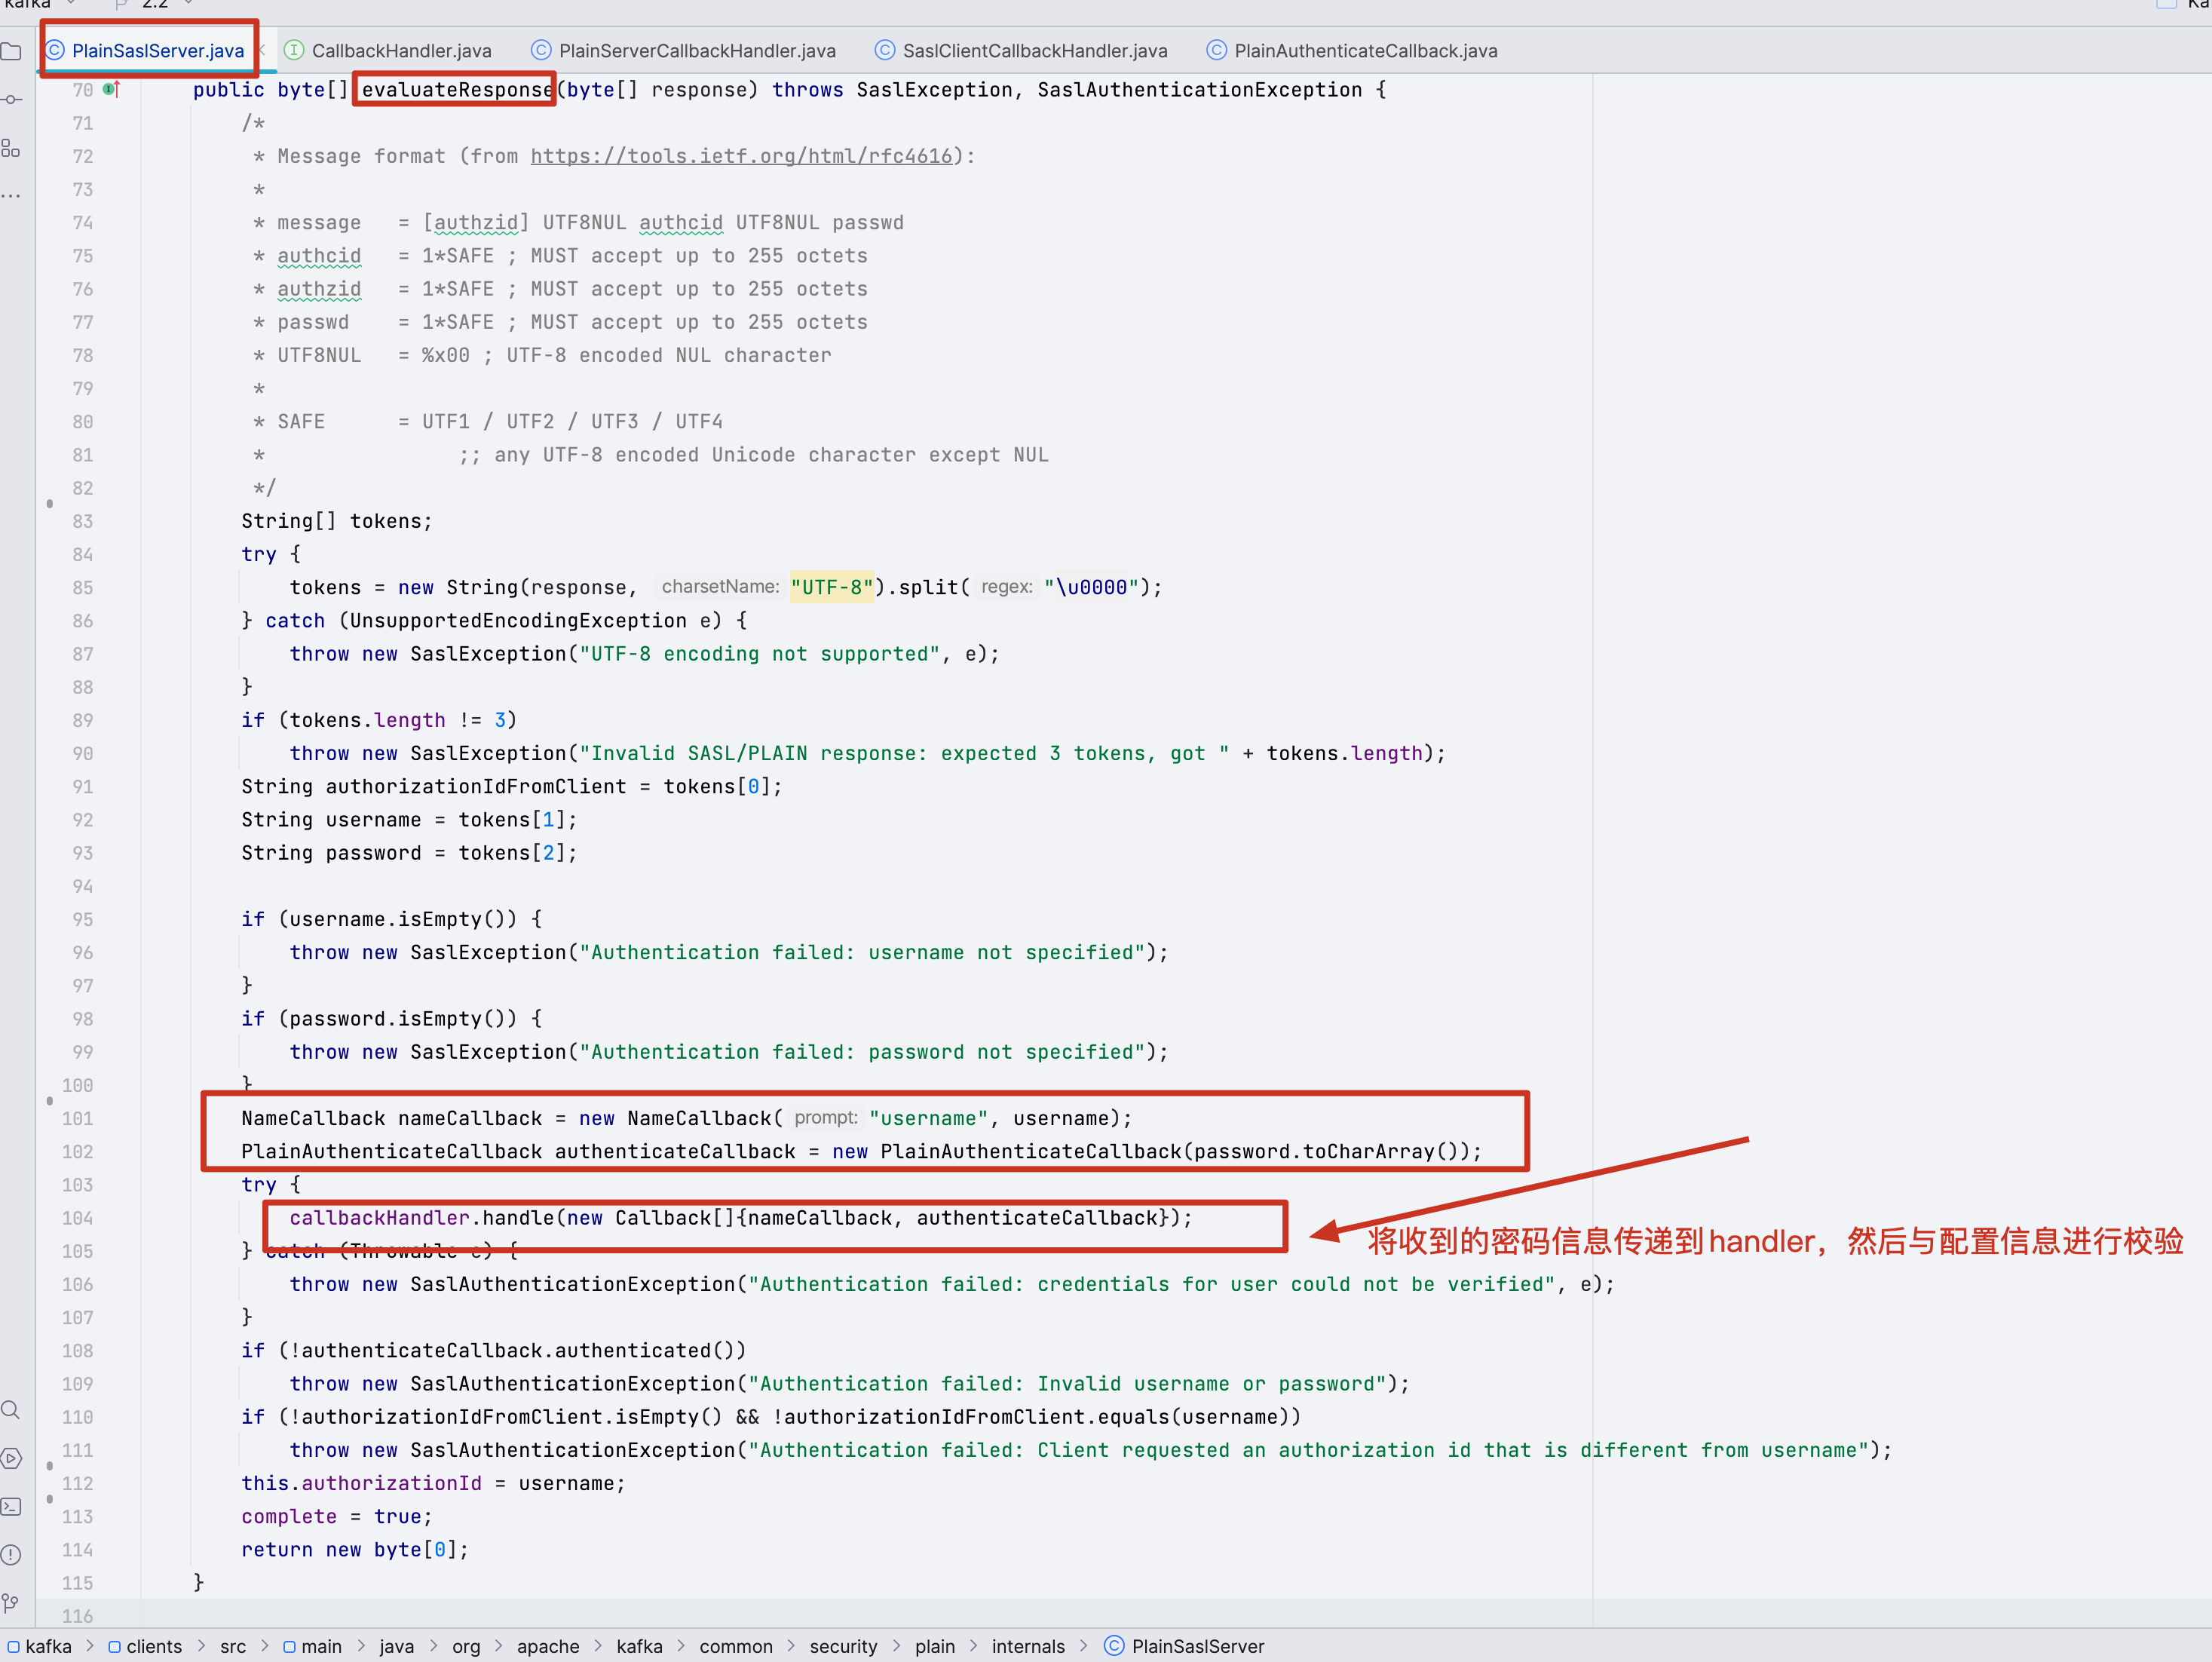 kafka 2.2
PlainSaslServer.java CallbackHandler.java PlainServerCallbackHandler.java SaslClientCallbackHandler.java PlainAuthenticateCallback.java
70 public byte[] evaluateResponse(byte[] response) throws SaslException, SaslAuthenticationException {
71 /*
72 * Message format (from https://tools.ietf.org/html/rfc4616):
73 *
74 * message   = [authzid] UTF8NUL authcid UTF8NUL passwd
75 * authcid   = 1*SAFE ; MUST accept up to 255 octets
76 * authzid   = 1*SAFE ; MUST accept up to 255 octets
77 * passwd    = 1*SAFE ; MUST accept up to 255 octets
78 * UTF8NUL   = %x00 ; UTF-8 encoded NUL character
79 *
80 * SAFE      = UTF1 / UTF2 / UTF3 / UTF4
81 *                ;; any UTF-8 encoded Unicode character except NUL
82 */
83 String[] tokens;
84 try {
85 tokens = new String(response, charsetName: "UTF-8").split( regex: "\u0000");
86 } catch (UnsupportedEncodingException e) {
87 throw new SaslException("UTF-8 encoding not supported", e);
88 }
89 if (tokens.length != 3)
90 throw new SaslException("Invalid SASL/PLAIN response: expected 3 tokens, got " + tokens.length);
91 String authorizationIdFromClient = tokens[0];
92 String username = tokens[1];
93 String password = tokens[2];
94
95 if (username.isEmpty()) {
96 throw new SaslException("Authentication failed: username not specified");
97 }
98 if (password.isEmpty()) {
99 throw new SaslException("Authentication failed: password not specified");
100 }
101 NameCallback nameCallback = new NameCallback( prompt: "username", username);
102 PlainAuthenticateCallback authenticateCallback = new PlainAuthenticateCallback(password.toCharArray());
103 try {
104 callbackHandler.handle(new Callback[]{nameCallback, authenticateCallback});
105 } catch (Throwable e) {
将收到的密码信息传递到handler，然后与配置信息进行校验
106 throw new SaslAuthenticationException("Authentication failed: credentials for user could not be verified", e);
107 }
108 if (!authenticateCallback.authenticated())
109 throw new SaslAuthenticationException("Authentication failed: Invalid username or password");
110 if (!authorizationIdFromClient.isEmpty() && !authorizationIdFromClient.equals(username))
111 throw new SaslAuthenticationException("Authentication failed: Client requested an authorization id that is different from username");
112 this.authorizationId = username;
113 complete = true;
114 return new byte[0];
115 }
116
kafka > clients > src > main > java > org > apache > kafka > common > security > plain > internals > PlainSaslServer